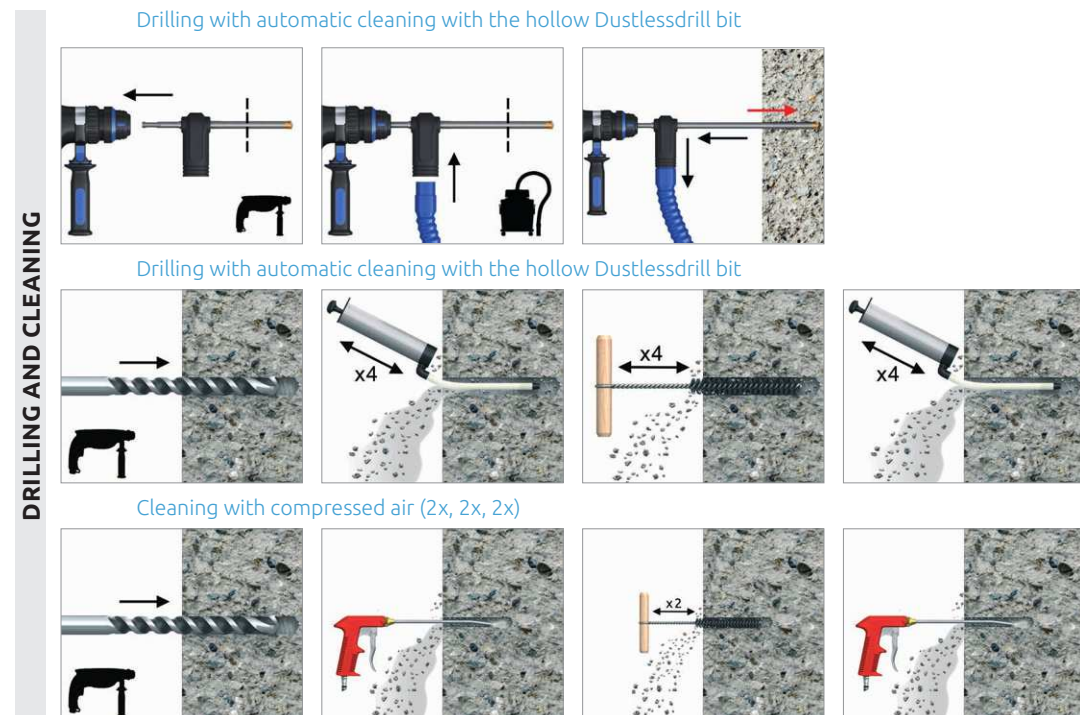 Drilling with automatic cleaning with the hollow Dustlessdrill bit
DRILLING AND CLEANING
Drilling with automatic cleaning with the hollow Dustlessdrill bit
x4
x4
x4
Cleaning with compressed air (2x, 2x, 2x)
x2